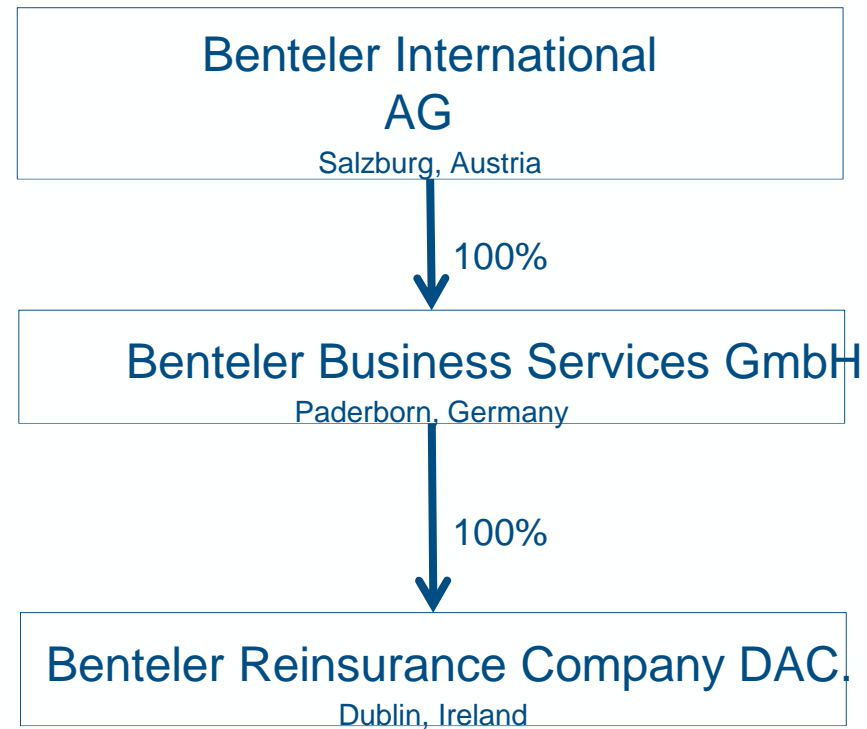 Benteler International
AG
Salzburg, Austria
100%
Benteler Business Services GmbH
Paderborn, Germany
100%
Benteler Reinsurance Company DAC.
Dublin, Ireland